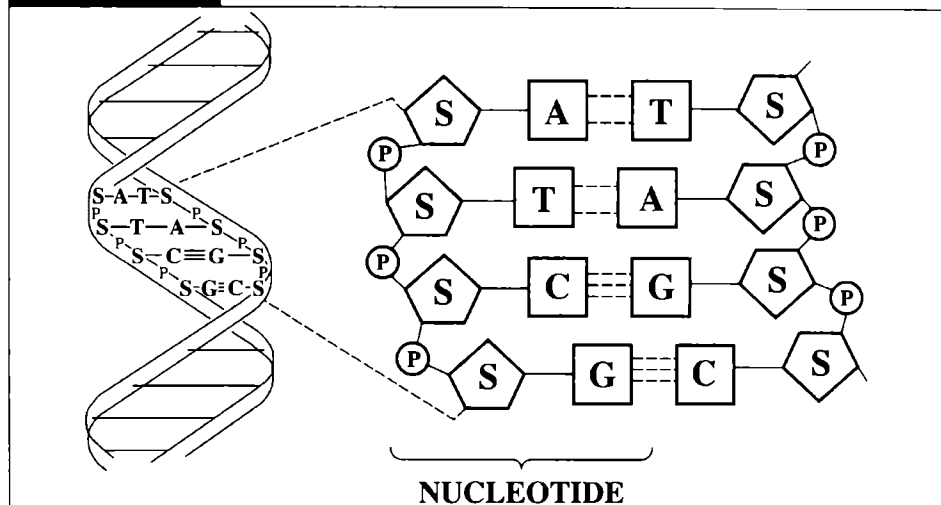 S-A-T-S
P P
S-T-A-S
P P
S-C≡G-S
P P
S-G≡C-S
S A T S
P P
S T A S
P P
S C G S
P P
S G C S
NUCLEOTIDE